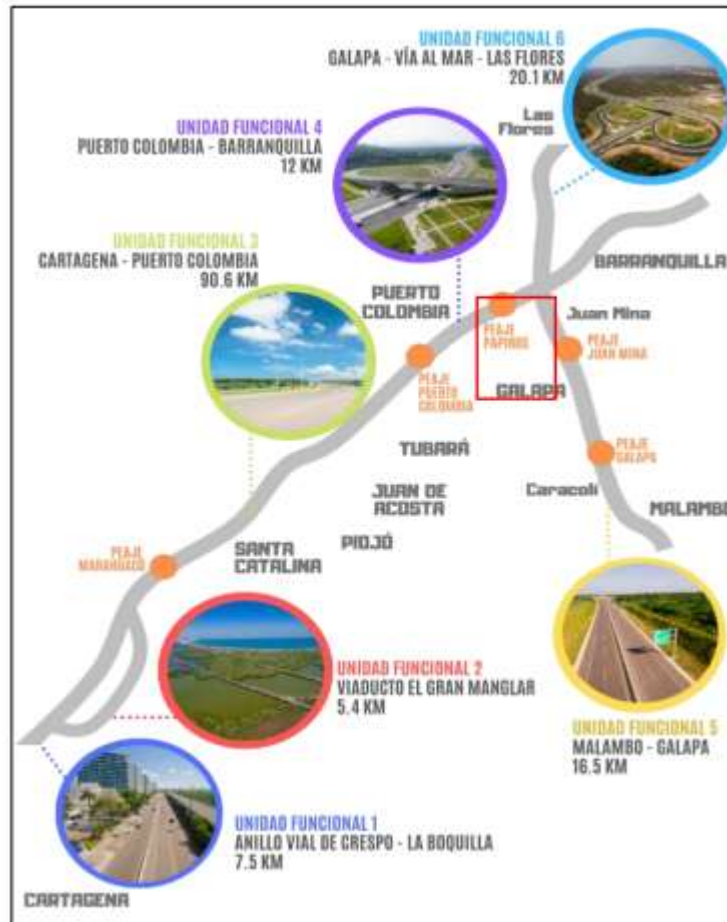 UNIDAD FUNCIONAL 6
GALAPA - VÍA AL MAR - LAS FLORES
20.1 KM
Las
Flores
UNIDAD FUNCIONAL 4
PUERTO COLOMBIA - BARRANQUILLA
12 KM
UNIDAD FUNCIONAL 3
CARTAGENA - PUERTO COLOMBIA
90.6 KM
BARRANQUILLA
PUERTO
COLOMBIA
Juan Mina
PEAJE
PAPIROS
PEAJE
JUAN MINA
PEAJE
PUERTO
COLOMBIA
GALAPA
TUBARÁ
PEAJE
GALAPA
JUAN DE
ACOSTA
Caracolí
MALAMBO
PIOJÓ
SANTA
CATALINA
PEAJE
MARAHUACO
UNIDAD FUNCIONAL 2
VIADUCTO EL GRAN MANGLAR
5.4 KM
UNIDAD FUNCIONAL 5
MALAMBO - GALAPA
16.5 KM
UNIDAD FUNCIONAL 1
ANILLO VIAL DE CRESPO - LA BOQUILLA
7.5 KM
CARTAGENA